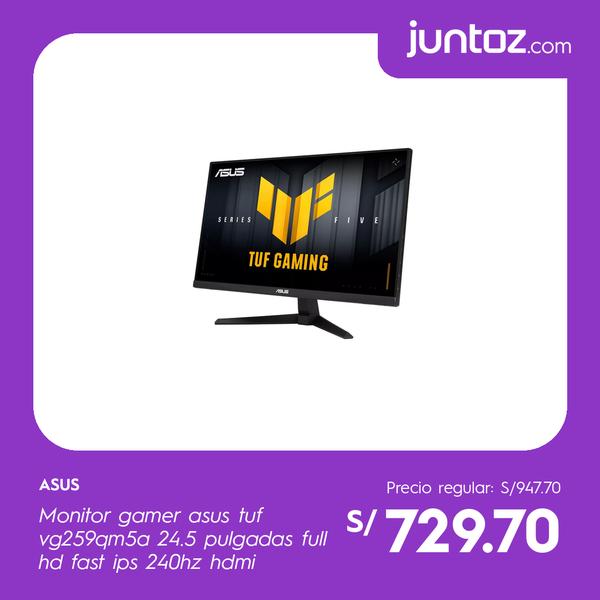 juntoz.com
ASUS
SERIES FIVE
TUF GAMING
ASUS
ASUS
Monitor gamer asus tuf
vg259qm5a 24.5 pulgadas full
hd fast ips 240hz hdmi
Precio regular: S/947.70
S/729.70